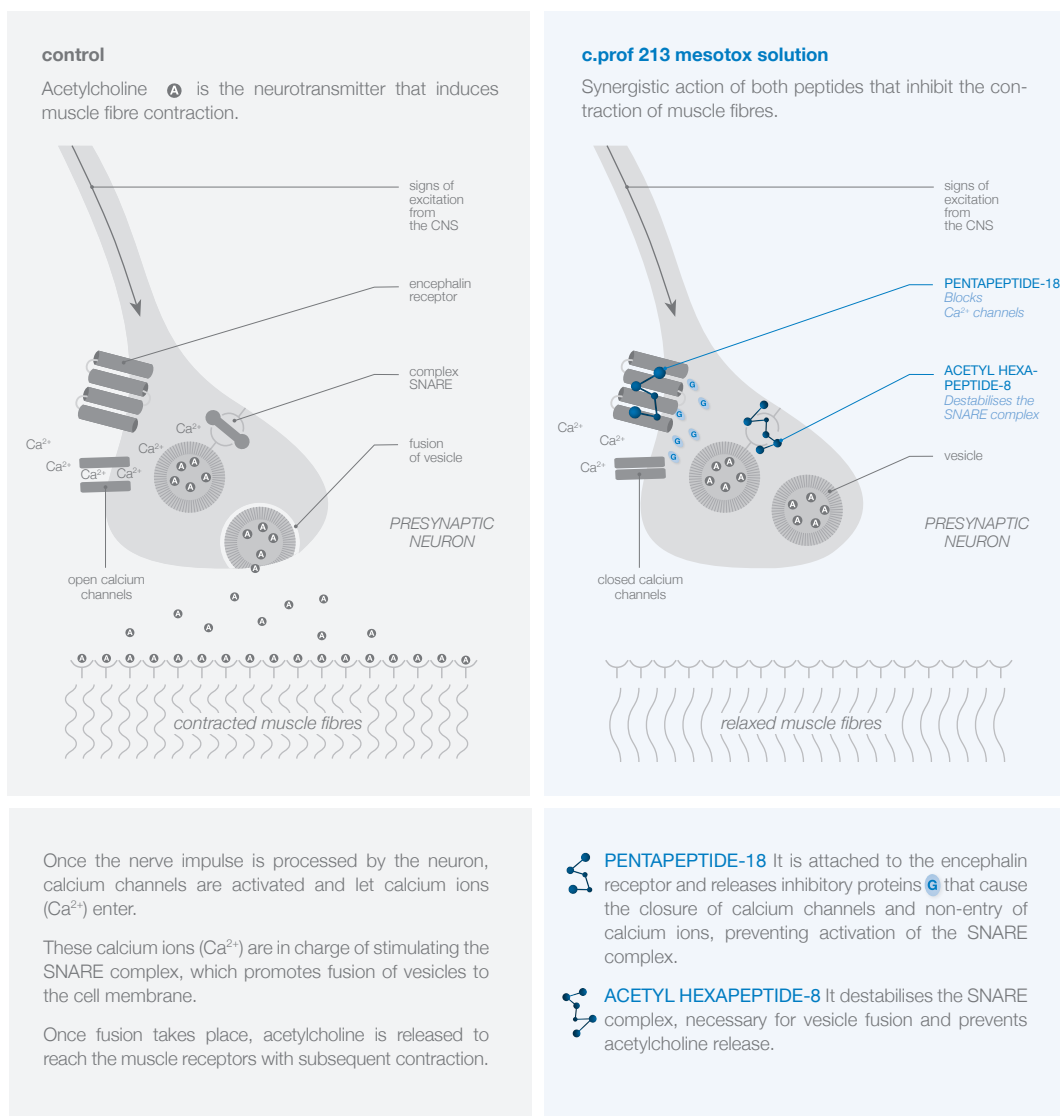 control
Acetylcholine A is the neurotransmitter that induces
muscle fibre contraction.
signs of
excitation
from
the CNS
encephalin
receptor
complex
SNARE
Ca²⁺
Ca²⁺
Ca²⁺
Ca²⁺
Ca²⁺ Ca²⁺
fusion
of vesicle
A A A A A
A A A A A
A
PRESYNAPTIC
NEURON
open calcium
channels
A A A A
A A A A A
A A A A A A A A A A A A A A A A A
contracted muscle fibres
c.prof 213 mesotox solution
Synergistic action of both peptides that inhibit the con-
traction of muscle fibres.
signs of
excitation
from
the CNS
PENTAPEPTIDE-18
Blocks
Ca²⁺ channels
ACETYL HEXA-
PEPTIDE-8
Destabilises the
SNARE complex
G
G
G
G
G
G
Ca²⁺
Ca²⁺
Ca²⁺
vesicle
A A A A A
A A A A A
PRESYNAPTIC
NEURON
closed calcium
channels
relaxed muscle fibres
Once the nerve impulse is processed by the neuron,
calcium channels are activated and let calcium ions
(Ca²⁺) enter.
These calcium ions (Ca²⁺) are in charge of stimulating the
SNARE complex, which promotes fusion of vesicles to
the cell membrane.
Once fusion takes place, acetylcholine is released to
reach the muscle receptors with subsequent contraction.
PENTAPEPTIDE-18 It is attached to the encephalin
receptor and releases inhibitory proteins G that cause
the closure of calcium channels and non-entry of
calcium ions, preventing activation of the SNARE
complex.
ACETYL HEXAPEPTIDE-8 It destabilises the SNARE
complex, necessary for vesicle fusion and prevents
acetylcholine release.